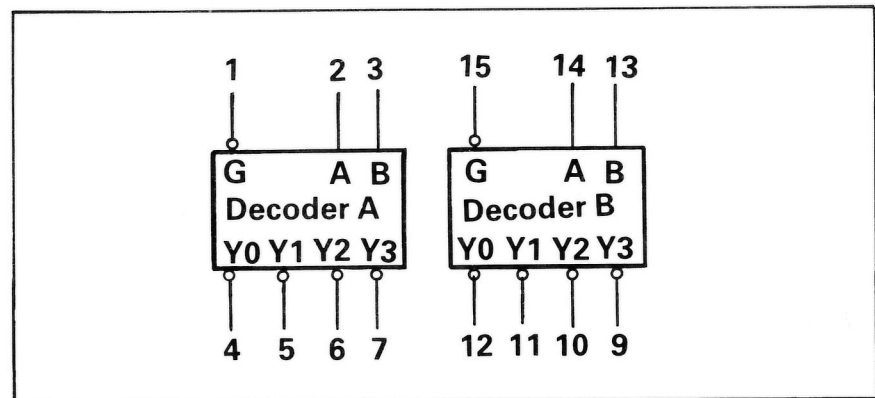 1 2 3 15 14 13
G A B G A B
Decoder A Decoder B
Y0 Y1 Y2 Y3 Y0 Y1 Y2 Y3
4 5 6 7 12 11 10 9